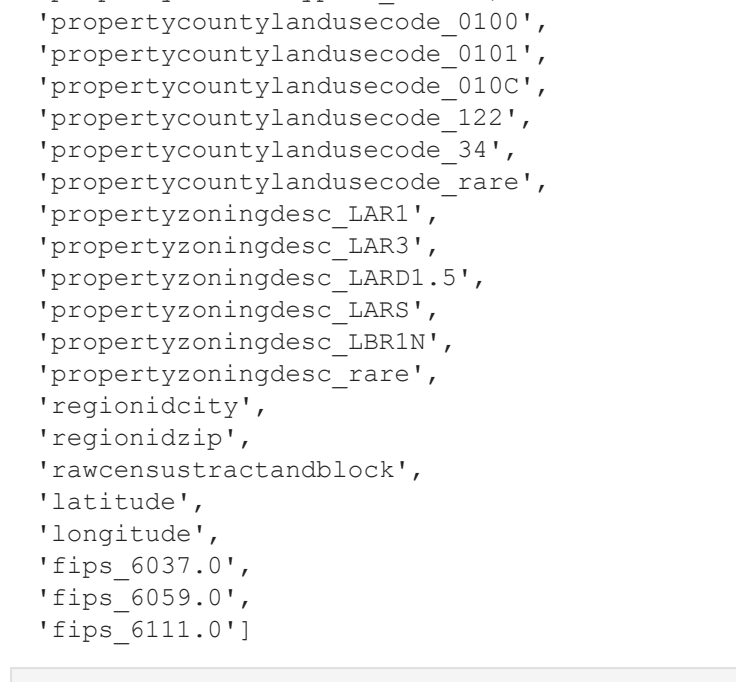 'propertycountylandusecode_0100',
'propertycountylandusecode_0101',
'propertycountylandusecode_010C',
'propertycountylandusecode_122',
'propertycountylandusecode_34',
'propertycountylandusecode_rare',
'propertyzoningdesc_LAR1',
'propertyzoningdesc_LAR3',
'propertyzoningdesc_LARD1.5',
'propertyzoningdesc_LARS',
'propertyzoningdesc_LBR1N',
'propertyzoningdesc_rare',
'regionidcity',
'regionidzip',
'rawcensustractandblock',
'latitude',
'longitude',
'fips_6037.0',
'fips_6059.0',
'fips_6111.0']